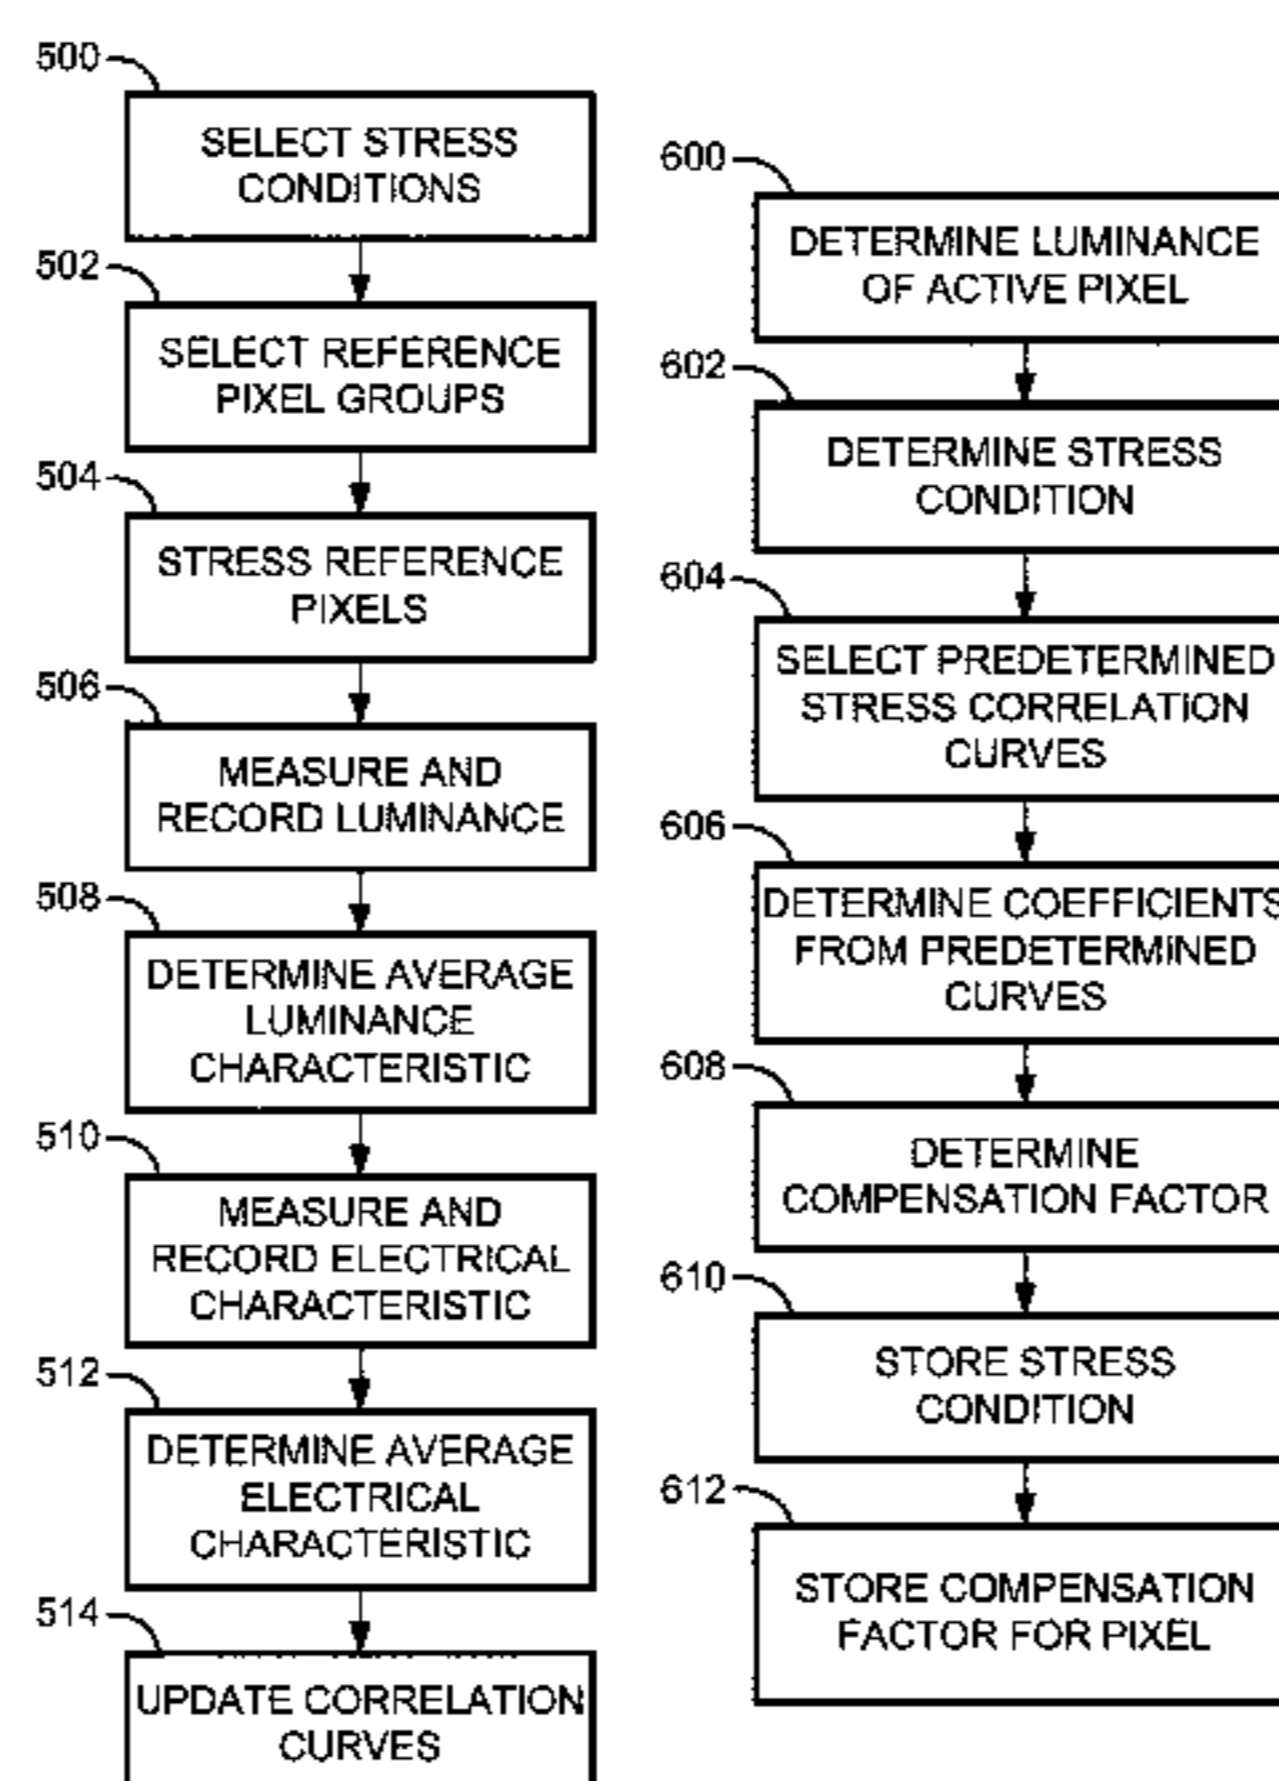 500
SELECT STRESS
CONDITIONS
502
SELECT REFERENCE
PIXEL GROUPS
504
STRESS REFERENCE
PIXELS
506
MEASURE AND
RECORD LUMINANCE
508
DETERMINE AVERAGE
LUMINANCE
CHARACTERISTIC
510
MEASURE AND
RECORD ELECTRICAL
CHARACTERISTIC
512
DETERMINE AVERAGE
ELECTRICAL
CHARACTERISTIC
514
UPDATE CORRELATION
CURVES
600
DETERMINE LUMINANCE
OF ACTIVE PIXEL
602
DETERMINE STRESS
CONDITION
604
SELECT PREDETERMINED
STRESS CORRELATION
CURVES
606
DETERMINE COEFFICIENTS
FROM PREDETERMINED
CURVES
608
DETERMINE
COMPENSATION FACTOR
610
STORE STRESS
CONDITION
612
STORE COMPENSATION
FACTOR FOR PIXEL